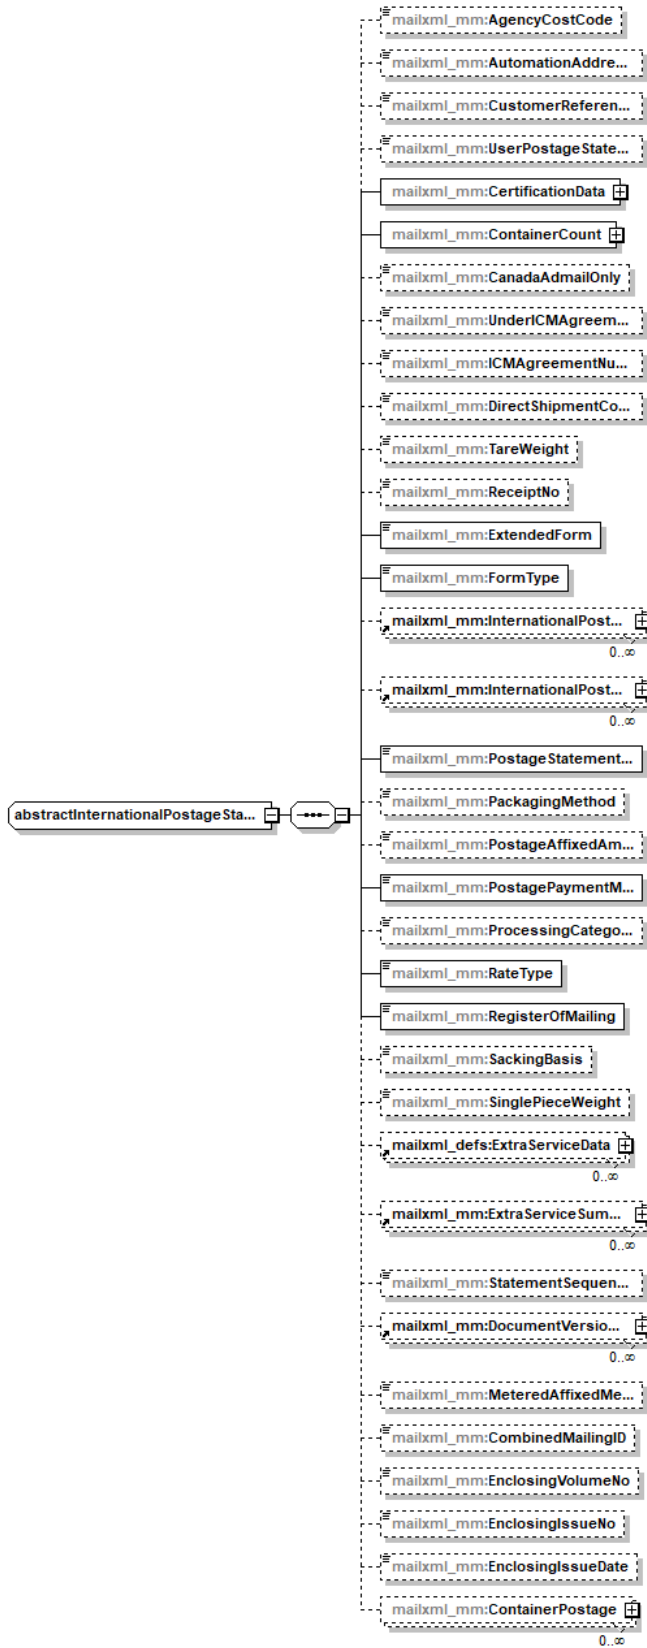 mailxml_mm:AgencyCostCode
mailxml_mm:AutomationAddre...
mailxml_mm:CustomerReferen...
mailxml_mm:UserPostageState...
mailxml_mm:CertificationData
mailxml_mm:ContainerCount
mailxml_mm:CanadaAdmailOnly
mailxml_mm:UnderICMAgreem...
mailxml_mm:ICMAgreementNu...
mailxml_mm:DirectShipmentCo...
mailxml_mm:TareWeight
mailxml_mm:ReceiptNo
mailxml_mm:ExtendedForm
mailxml_mm:FormType
mailxml_mm:InternationalPost...
0..∞
mailxml_mm:InternationalPost...
0..∞
mailxml_mm:PostageStatement...
mailxml_mm:PackagingMethod
abstractInternationalPostageSta...
mailxml_mm:PostageAffixedAm...
mailxml_mm:PostagePaymentM...
mailxml_mm:ProcessingCatego...
mailxml_mm:RateType
mailxml_mm:RegisterOfMailing
mailxml_mm:SackingBasis
mailxml_mm:SinglePieceWeight
mailxml_defs:ExtraServiceData
0..∞
mailxml_mm:ExtraServiceSum...
0..∞
mailxml_mm:StatementSequen...
mailxml_mm:DocumentVersio...
0..∞
mailxml_mm:MeteredAffixedMe...
mailxml_mm:CombinedMailingID
mailxml_mm:EnclosingVolumeNo
mailxml_mm:EnclosingIssueNo
mailxml_mm:EnclosingIssueDate
mailxml_mm:ContainerPostage
0..∞